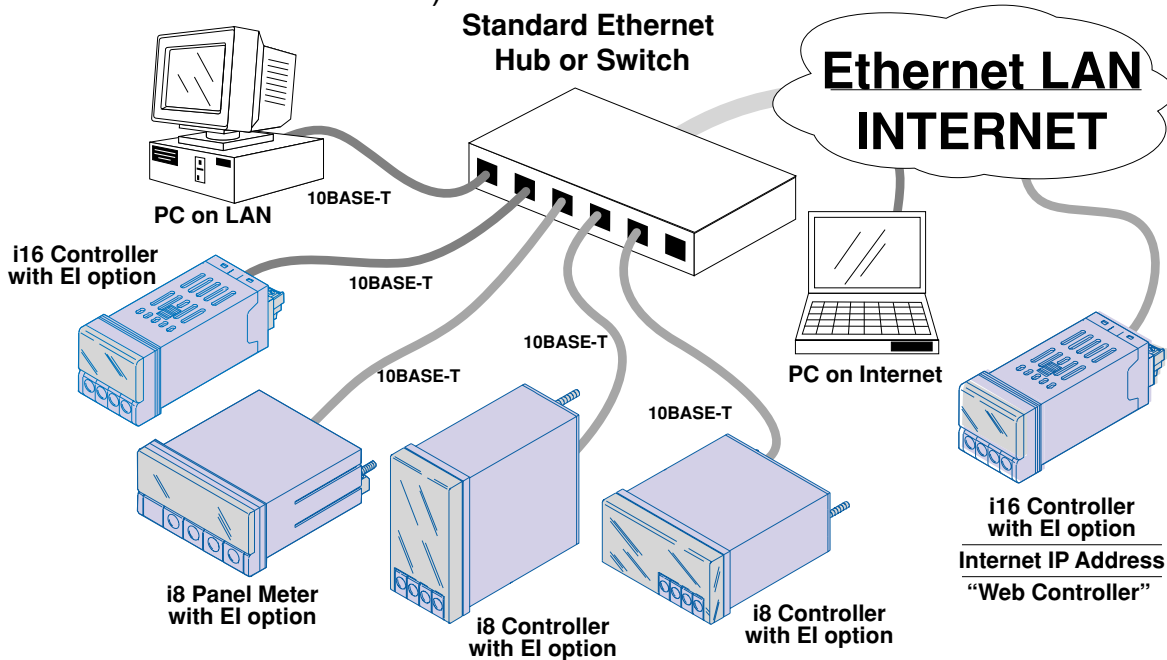 )
Standard Ethernet
Hub or Switch
Ethernet LAN
INTERNET
10BASE-T
PC on LAN
i16 Controller
with EI option
10BASE-T
10BASE-T
10BASE-T
10BASE-T
PC on Internet
i8 Panel Meter
with EI option
i8 Controller
with EI option
i8 Controller
with EI option
i16 Controller
with EI option
Internet IP Address
“Web Controller”